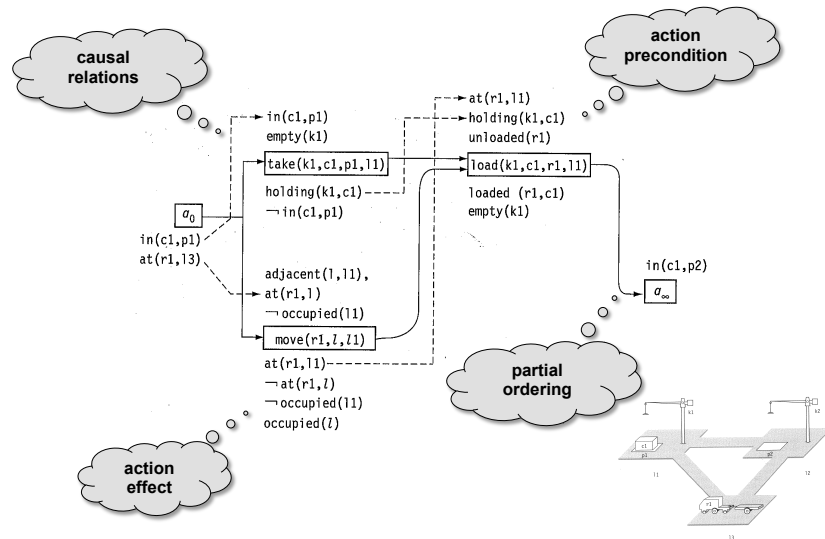 causal
relations
action
precondition
in(c1,p1)
empty(k1)
take(k1,c1,p1,l1)
holding(k1,c1)
¬in(c1,p1)
at(r1,l1)
holding(k1,c1)
unloaded(r1)
load(k1,c1,r1,l1)
loaded (r1,c1)
empty(k1)
a₀
in(c1,p1)
at(r1,l3)
adjacent(l,l1),
at(r1,l)
¬occupied(l1)
move(r1,l,l1)
at(r1,l1)
¬at(r1,l)
¬occupied(l1)
occupied(l)
in(c1,p2)
a∞
partial
ordering
action
effect
k1
k2
c1
p1
p2
l1
l2
r1
l3